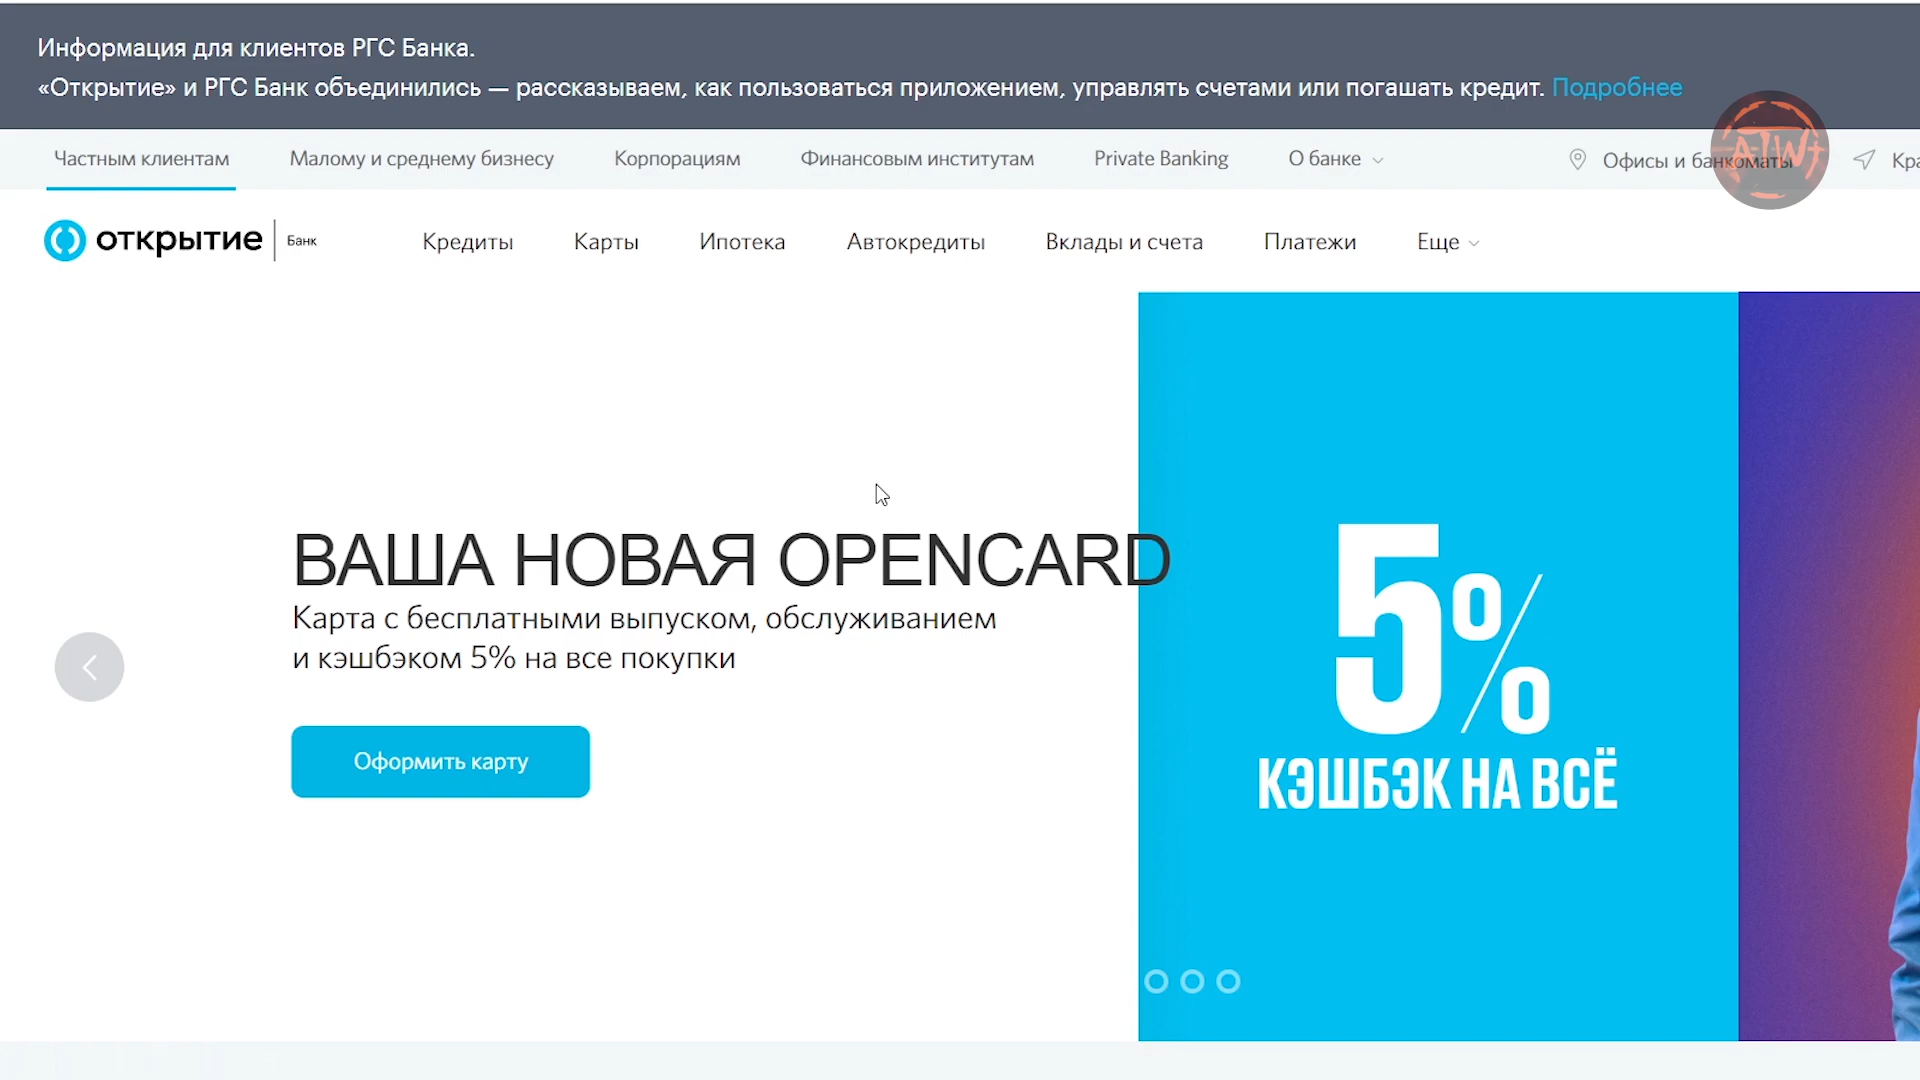 Информация для клиентов РГС Банка.
«Открытие» и РГС Банк объединились — рассказываем, как пользоваться приложением, управлять счетами или погашать кредит. Подробнее
Частным клиентам
Малому и среднему бизнесу
Корпорациям
Финансовым институтам
Private Banking
О банке
Офисы и банкоматы
ATW
открытие
Банк
Кредиты
Карты
Ипотека
Автокредиты
Вклады и счета
Платежи
Еще
ВАША НОВАЯ OPENCARD
Карта с бесплатными выпуском, обслуживанием
и кэшбэком 5% на все покупки
Оформить карту
5%
КЭШБЭК НА ВСЁ